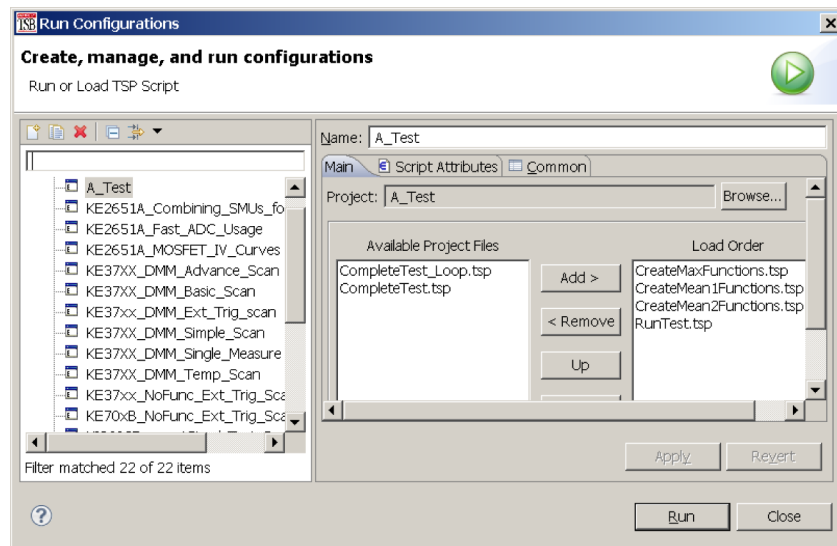 TSB Run Configurations
Create, manage, and run configurations
Run or Load TSP Script
A_Test
KE2651A_Combining_SMUs_fo
KE2651A_Fast_ADC_Usage
KE2651A_MOSFET_IV_Curves
KE37XX_DMM_Advance_Scan
KE37XX_DMM_Basic_Scan
KE37xx_DMM_Ext_Trig_scan
KE37XX_DMM_Simple_Scan
KE37XX_DMM_Single_Measure
KE37XX_DMM_Temp_Scan
KE37xx_NoFunc_Ext_Trig_Sca
KE70xB_NoFunc_Ext_Trig_Sca
Filter matched 22 of 22 items
Name: A_Test
Main Script Attributes Common
Project: A_Test Browse...
Available Project Files
CompleteTest_Loop.tsp
CompleteTest.tsp
Add >
< Remove
Up
Load Order
CreateMaxFunctions.tsp
CreateMean1Functions.tsp
CreateMean2Functions.tsp
RunTest.tsp
Apply Revert
? Run Close